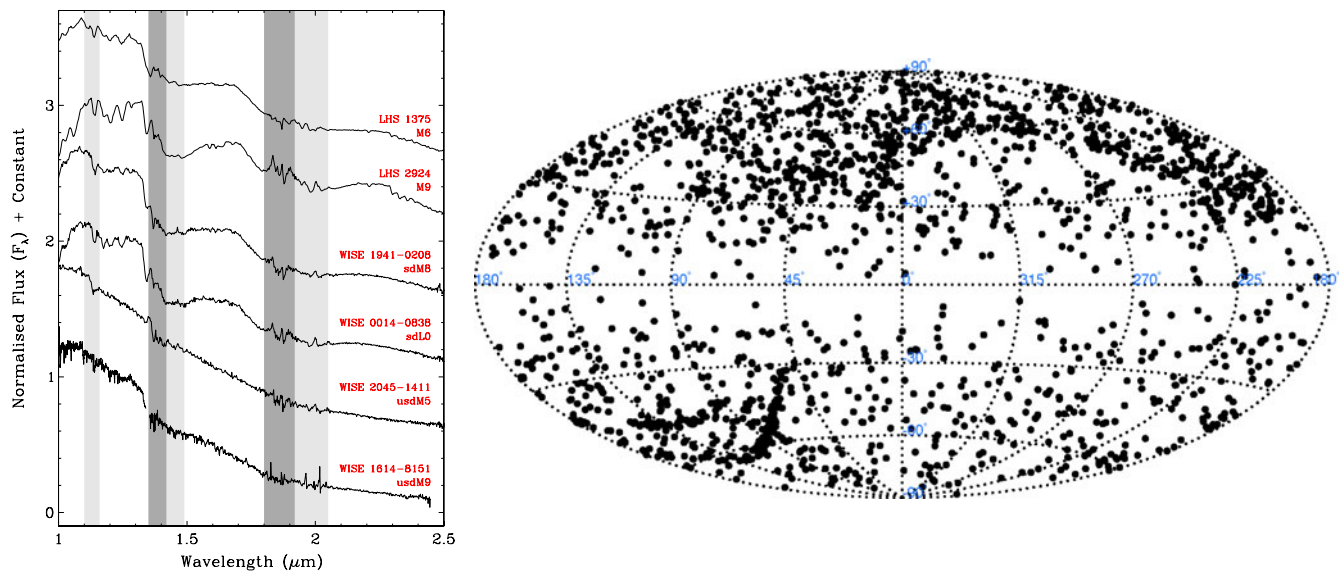 Normalised Flux (Fλ) + Constant
3
2
1
0
LHS 1375
M6
LHS 2924
M9
WISE 1941-0208
sdM8
WISE 0014-0838
sdL0
WISE 2045-1411
usdM5
WISE 1614-8151
usdM9
1 1.5 2 2.5
Wavelength (μm)
+90°
+60°
+30°
180° 135° 90° 45° 0° 315° 270° 225° 180°
-30°
-60°
-90°